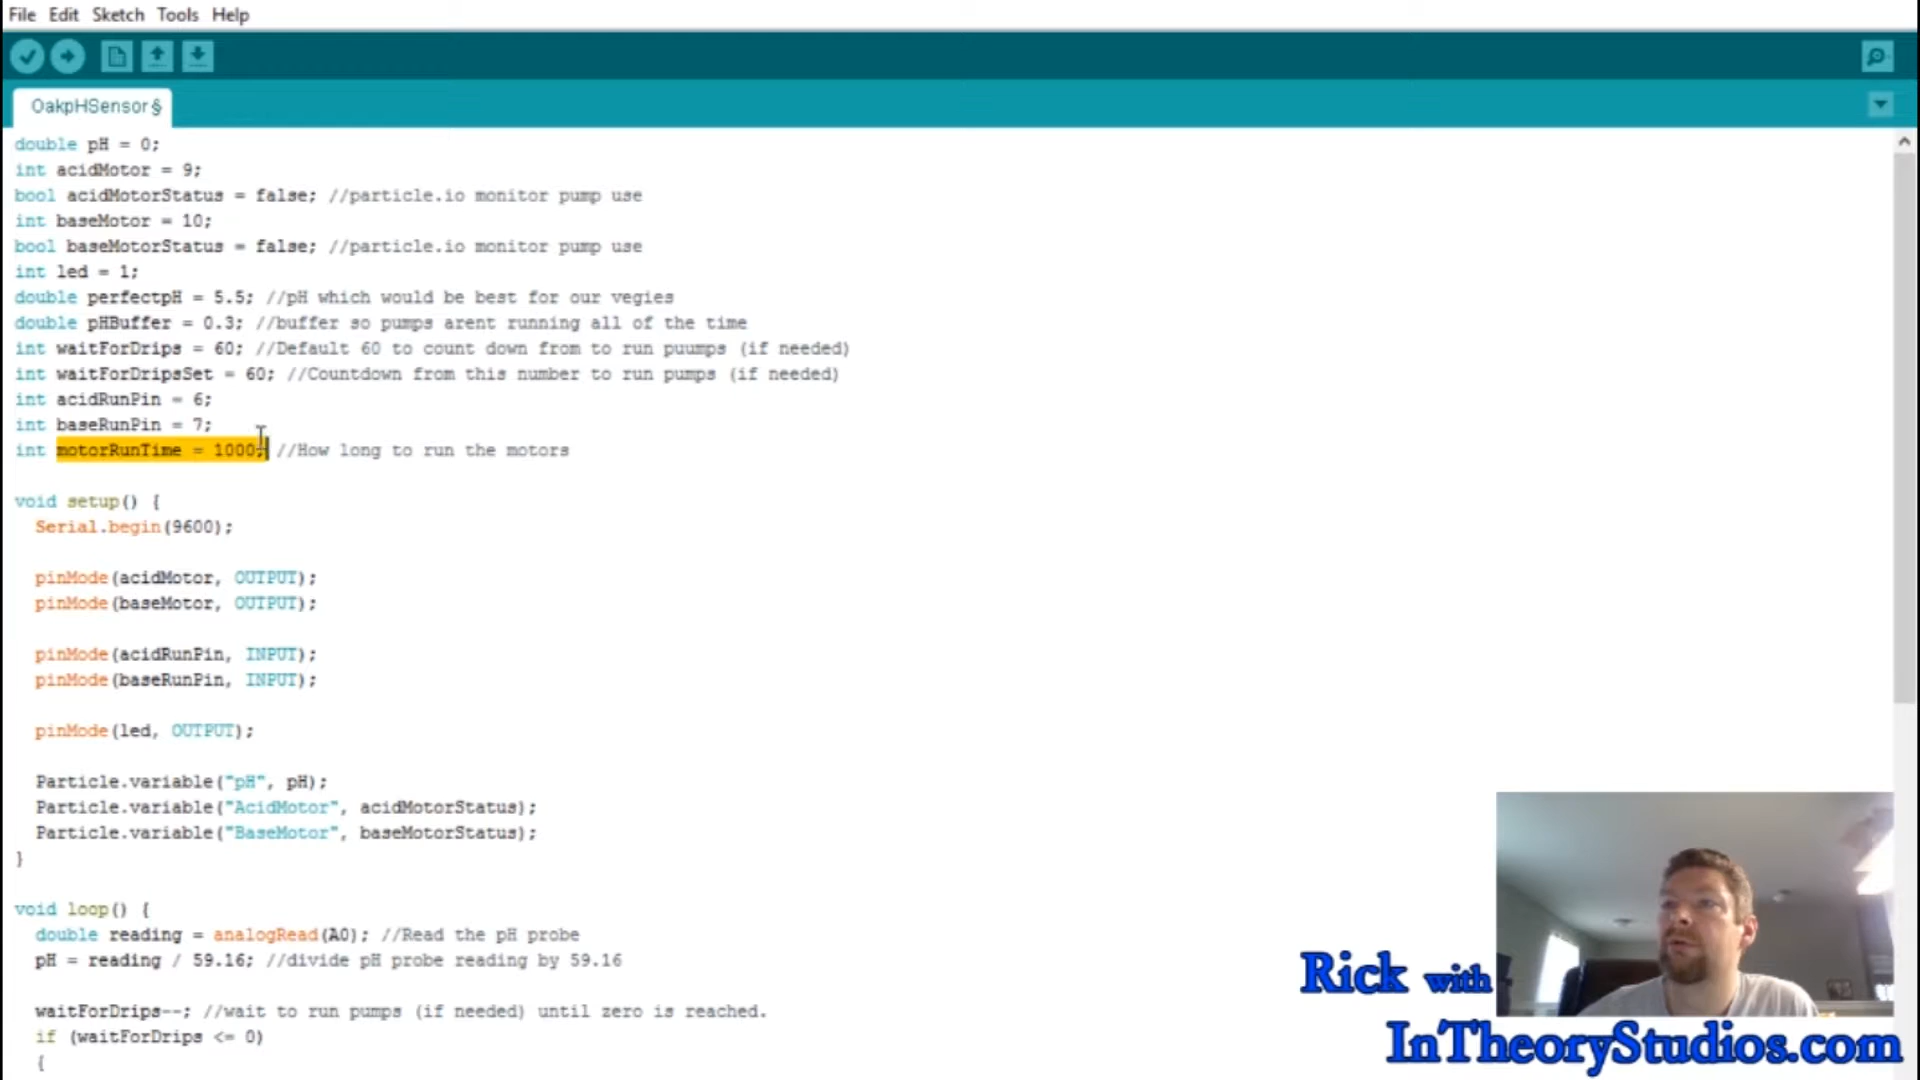 File Edit Sketch Tools Help
OakpHSensor §
double pH = 0;
int acidMotor = 9;
bool acidMotorStatus = false; //particle.io monitor pump use
int baseMotor = 10;
bool baseMotorStatus = false; //particle.io monitor pump use
int led = 1;
double perfectpH = 5.5; //pH which would be best for our vegies
double pHBuffer = 0.3; //buffer so pumps arent running all of the time
int waitForDrips = 60; //Default 60 to count down from to run puumps (if needed)
int waitForDripsSet = 60; //Countdown from this number to run pumps (if needed)
int acidRunPin = 6;
int baseRunPin = 7;
int motorRunTime = 1000; //How long to run the motors
void setup() {
Serial.begin(9600);
pinMode(acidMotor, OUTPUT);
pinMode(baseMotor, OUTPUT);
pinMode(acidRunPin, INPUT);
pinMode(baseRunPin, INPUT);
pinMode(led, OUTPUT);
Particle.variable("pH", pH);
Particle.variable("AcidMotor", acidMotorStatus);
Particle.variable("BaseMotor", baseMotorStatus);
}
void loop() {
double reading = analogRead(A0); //Read the pH probe
pH = reading / 59.16; //divide pH probe reading by 59.16
waitForDrips--; //wait to run pumps (if needed) until zero is reached.
if (waitForDrips <= 0)
{
Rick with
InTheoryStudios.com